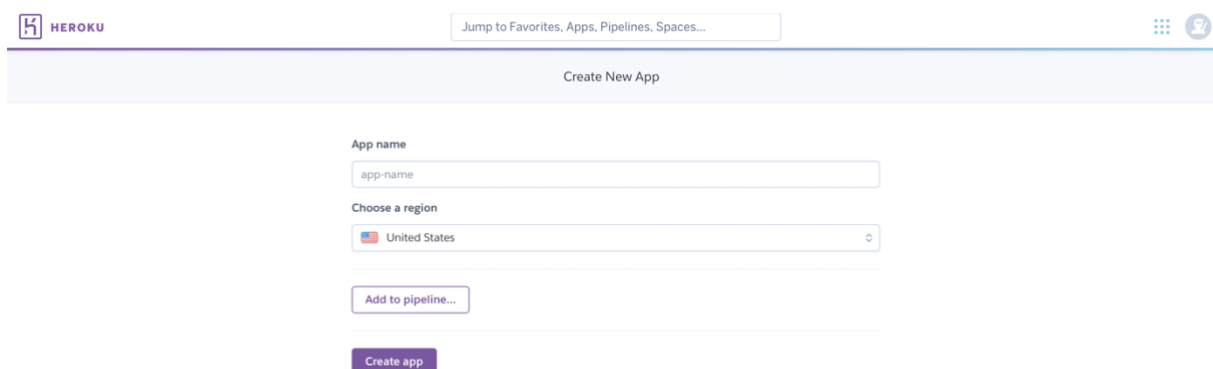 HEROKU
Jump to Favorites, Apps, Pipelines, Spaces...
Create New App
App name
app-name
Choose a region
United States
Add to pipeline...
Create app